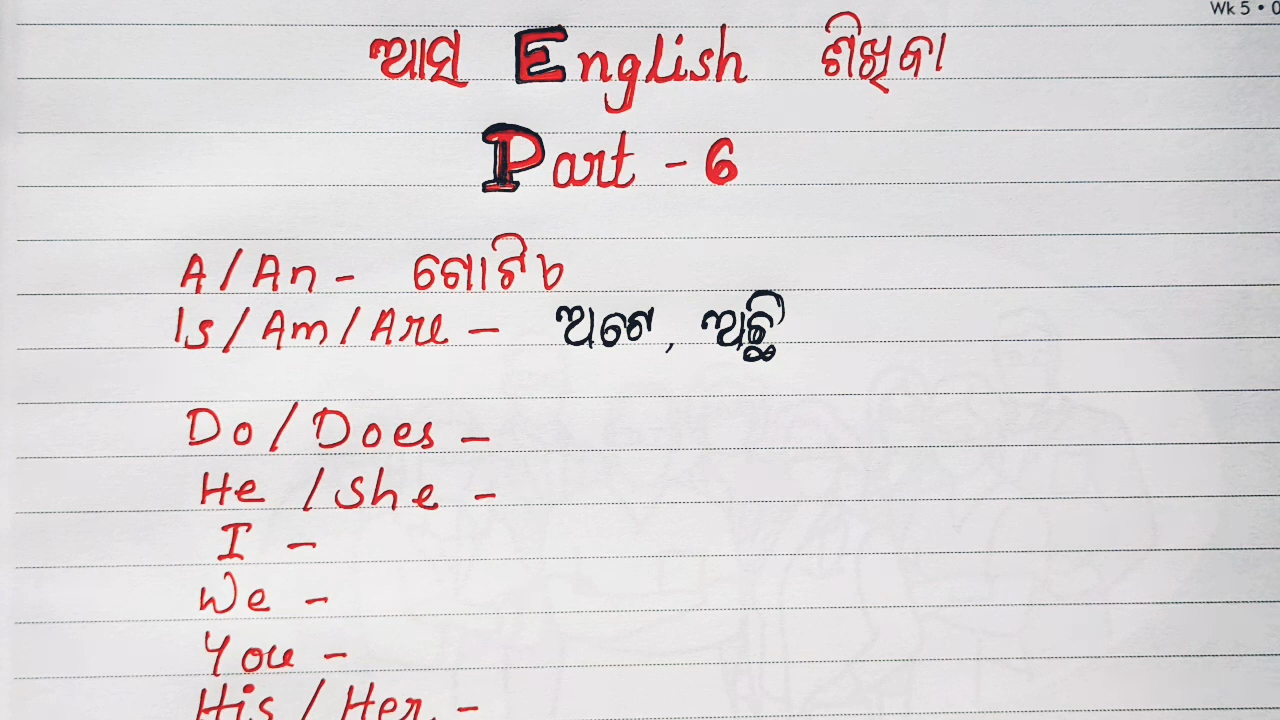 Wk 5 • 0
ଆସ English ଶିଖିବା
Part - 6
A/An - ଗୋଟିଏ
Is/Am/Are - ଅଟେ, ଅଛି
Do/Does -
He /She -
I -
We -
You -
His / Her -